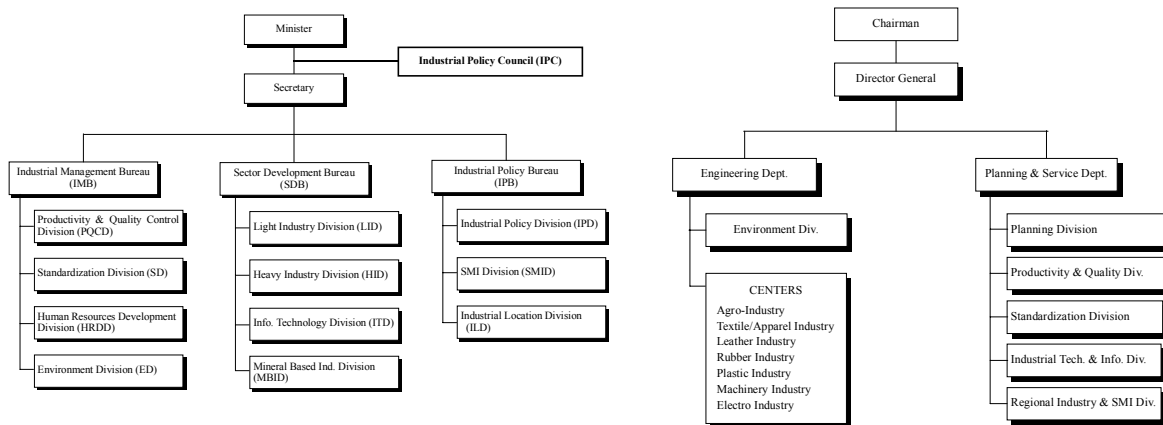 Minister
Industrial Policy Council (IPC)
Secretary
Industrial Management Bureau
(IMB)
Productivity & Quality Control
Division (PQCD)
Standardization Division (SD)
Human Resources Development
Division (HRDD)
Environment Division (ED)
Sector Development Bureau
(SDB)
Light Industry Division (LID)
Heavy Industry Division (HID)
Info. Technology Division (ITD)
Mineral Based Ind. Division
(MBID)
Industrial Policy Bureau
(IPB)
Industrial Policy Division (IPD)
SMI Division (SMID)
Industrial Location Division
(ILD)
Chairman
Director General
Engineering Dept.
Environment Div.
CENTERS
Agro-Industry
Textile/Apparel Industry
Leather Industry
Rubber Industry
Plastic Industry
Machinery Industry
Electro Industry
Planning & Service Dept.
Planning Division
Productivity & Quality Div.
Standardization Division
Industrial Tech. & Info. Div.
Regional Industry & SMI Div.